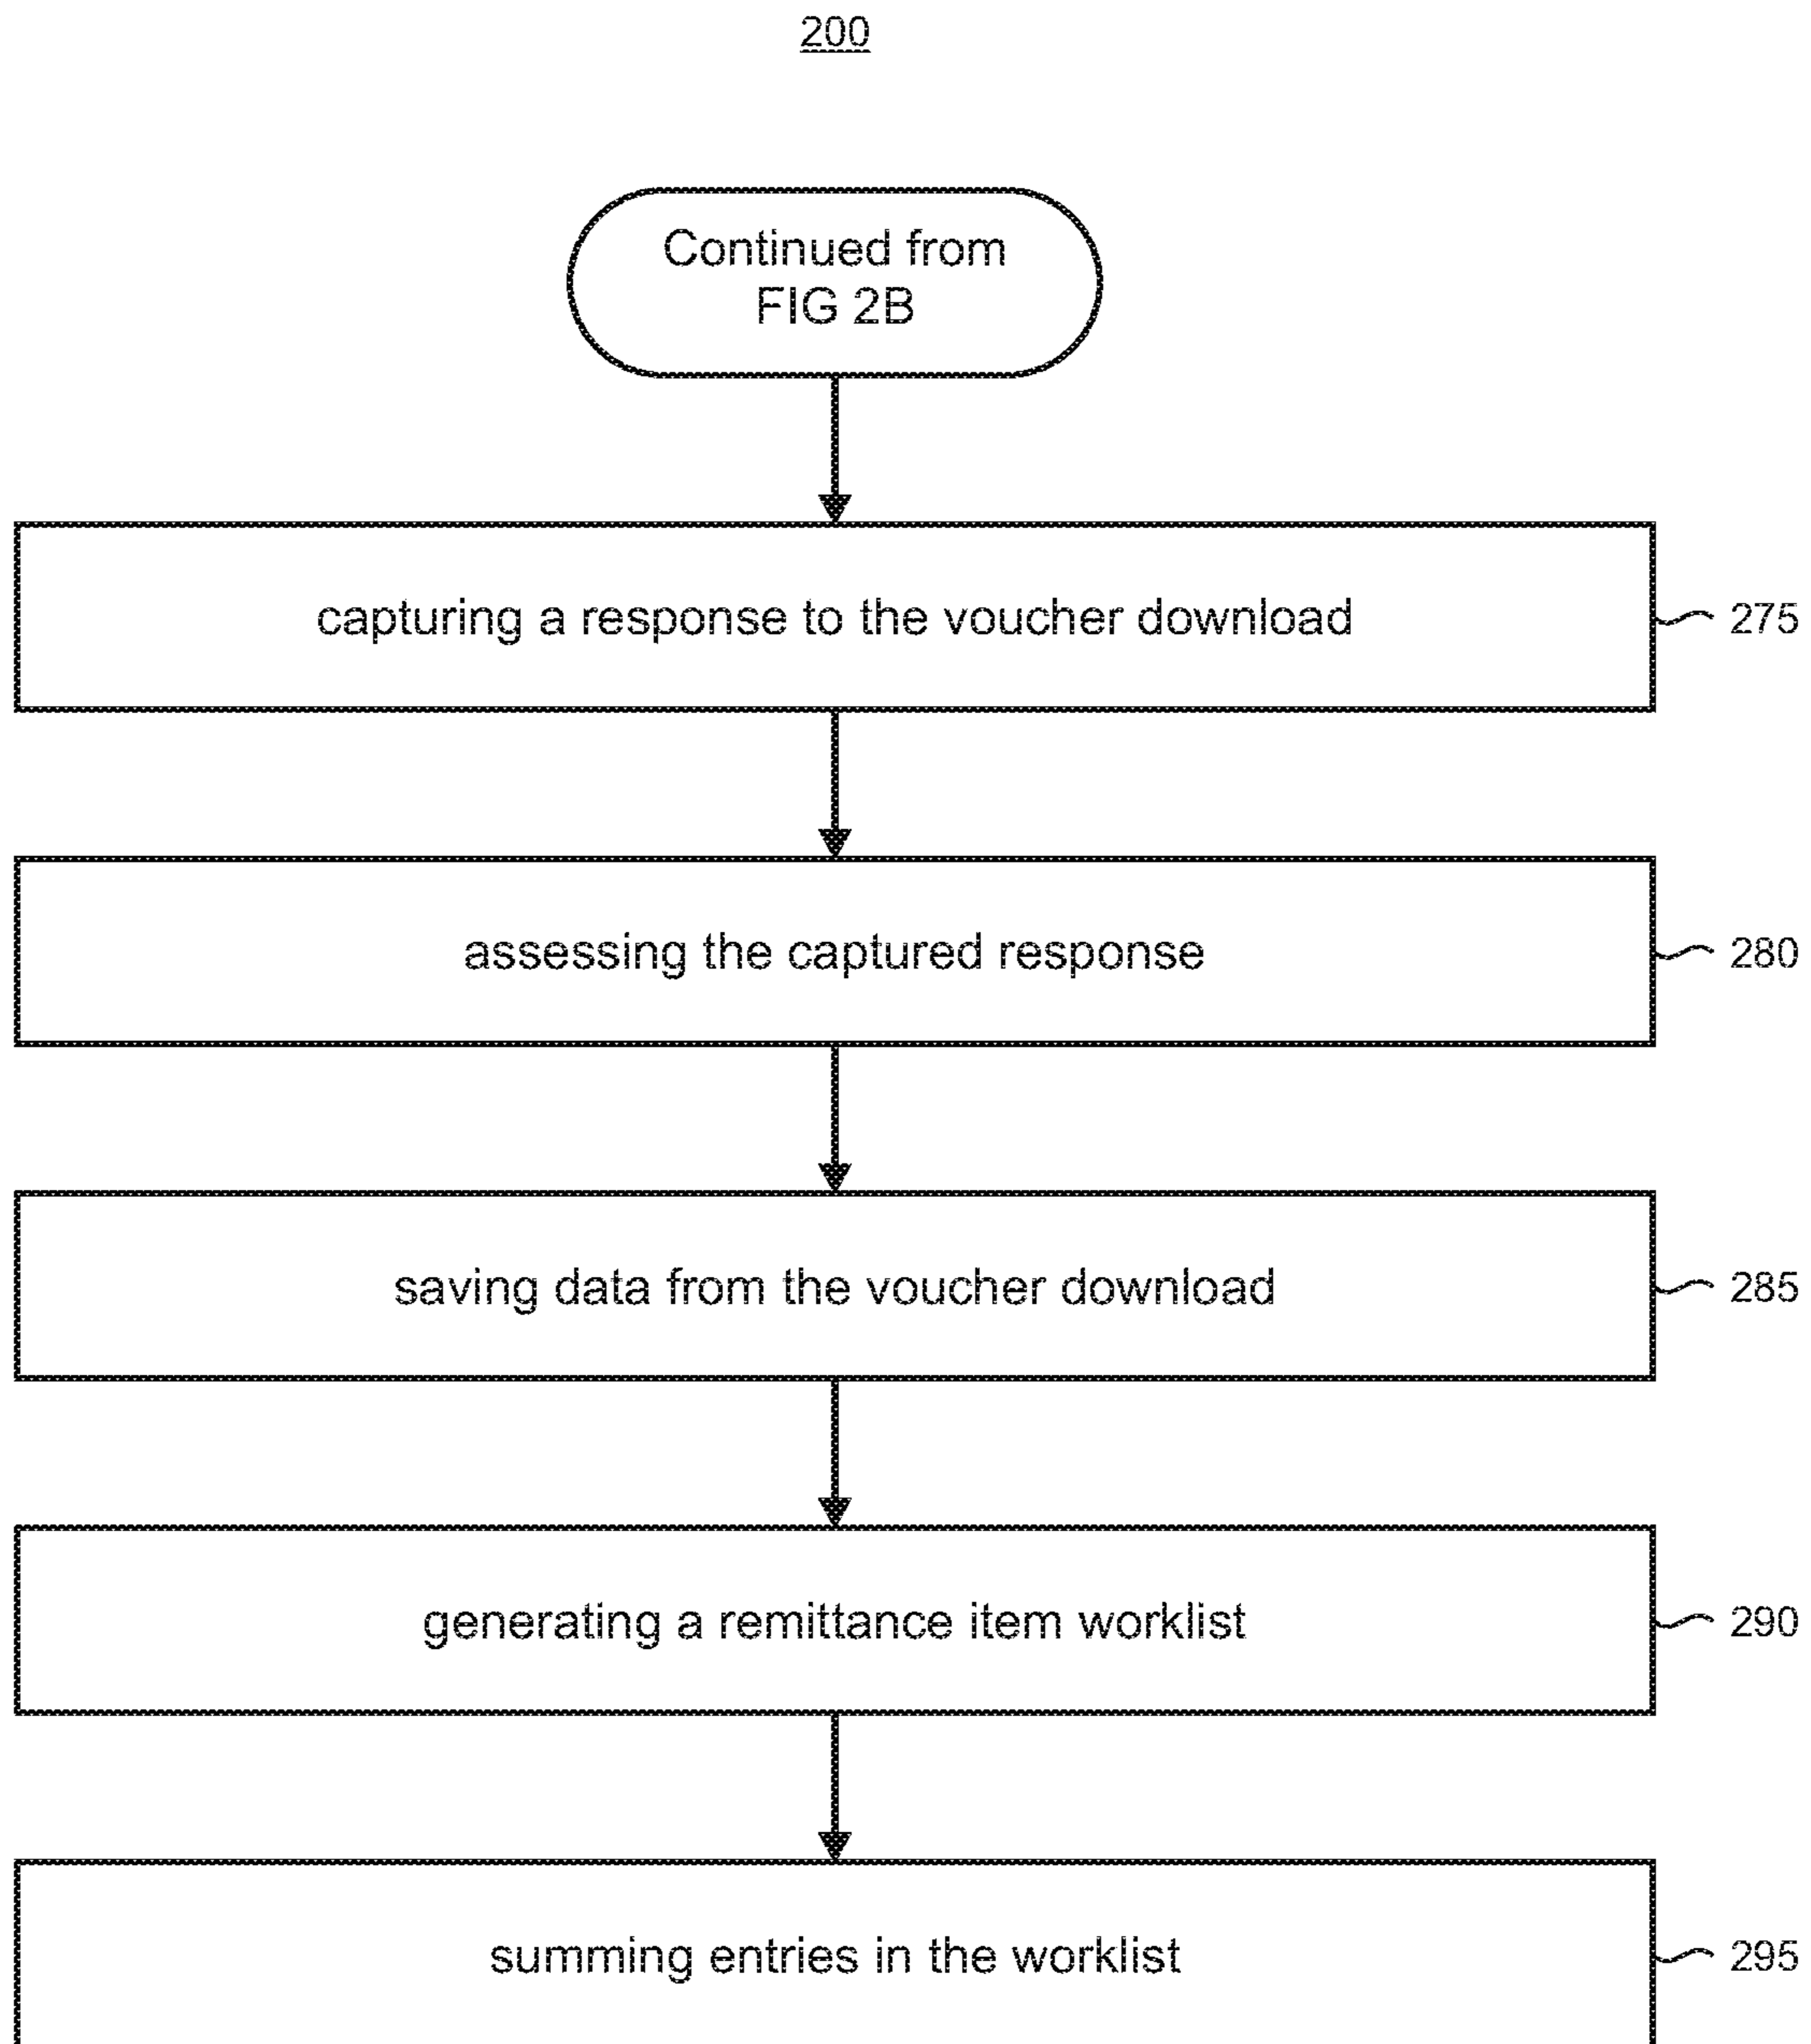 200
Continued from
FIG 2B
capturing a response to the voucher download
275
assessing the captured response
280
saving data from the voucher download
285
generating a remittance item worklist
290
summing entries in the worklist
295